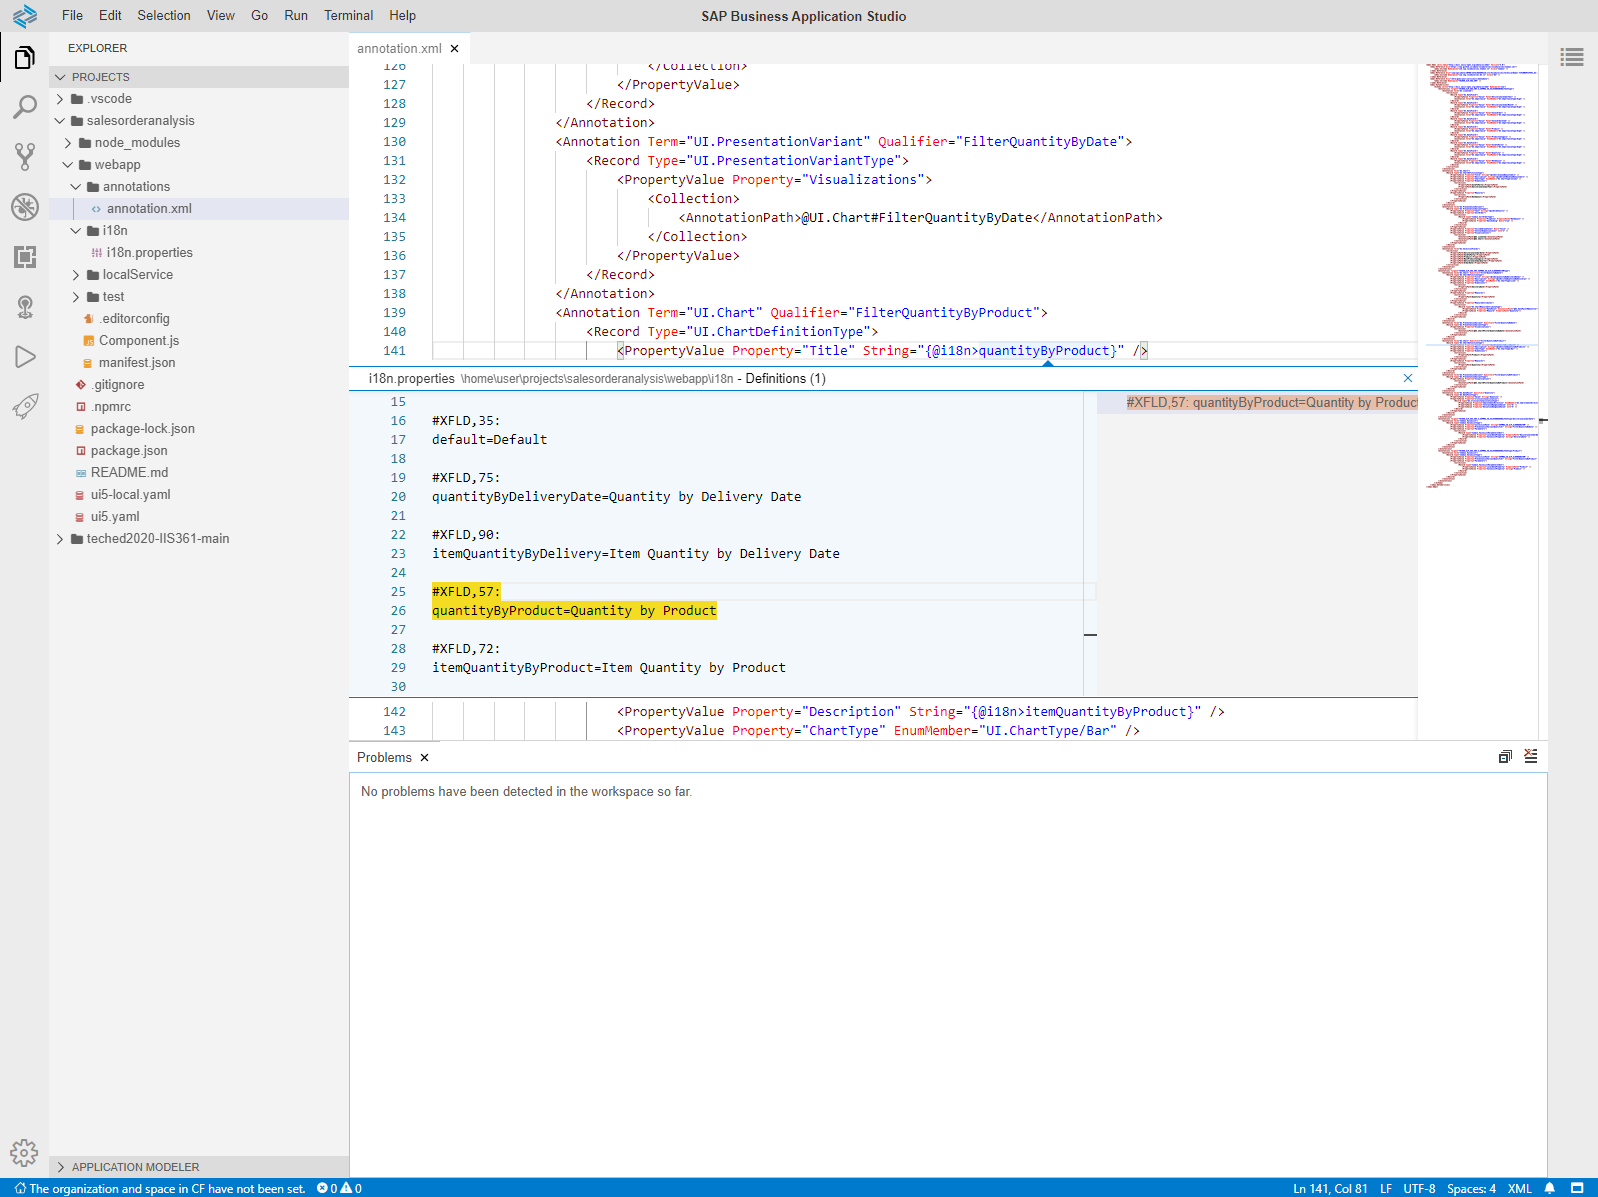 File Edit Selection View Go Run Terminal Help
SAP Business Application Studio
EXPLORER
PROJECTS
.vscode
salesorderanalysis
node_modules
webapp
annotations
annotation.xml
i18n
i18n.properties
localService
test
.editorconfig
Component.js
manifest.json
.gitignore
.npmrc
package-lock.json
package.json
README.md
ui5-local.yaml
ui5.yaml
teched2020-IIS361-main
APPLICATION MODELER
annotation.xml
126 </Collection>
127 </PropertyValue>
128 </Record>
129 </Annotation>
130 <Annotation Term="UI.PresentationVariant" Qualifier="FilterQuantityByDate">
131 <Record Type="UI.PresentationVariantType">
132 <PropertyValue Property="Visualizations">
133 <Collection>
134 <AnnotationPath>@UI.Chart#FilterQuantityByDate</AnnotationPath>
135 </Collection>
136 </PropertyValue>
137 </Record>
138 </Annotation>
139 <Annotation Term="UI.Chart" Qualifier="FilterQuantityByProduct">
140 <Record Type="UI.ChartDefinitionType">
141 <PropertyValue Property="Title" String="{@i18n>quantityByProduct}" />
i18n.properties \home\user\projects\salesorderanalysis\webapp\i18n - Definitions (1)
15
16 #XFLD,35:
17 default=Default
18
19 #XFLD,75:
20 quantityByDeliveryDate=Quantity by Delivery Date
21
22 #XFLD,90:
23 itemQuantityByDelivery=Item Quantity by Delivery Date
24
25 #XFLD,57:
26 quantityByProduct=Quantity by Product
27
28 #XFLD,72:
29 itemQuantityByProduct=Item Quantity by Product
30
#XFLD,57: quantityByProduct=Quantity by Product
142 <PropertyValue Property="Description" String="{@i18n>itemQuantityByProduct}" />
143 <PropertyValue Property="ChartType" EnumMember="UI.ChartType/Bar" />
Problems
No problems have been detected in the workspace so far.
The organization and space in CF have not been set. 0 0
Ln 141, Col 81 LF UTF-8 Spaces: 4 XML